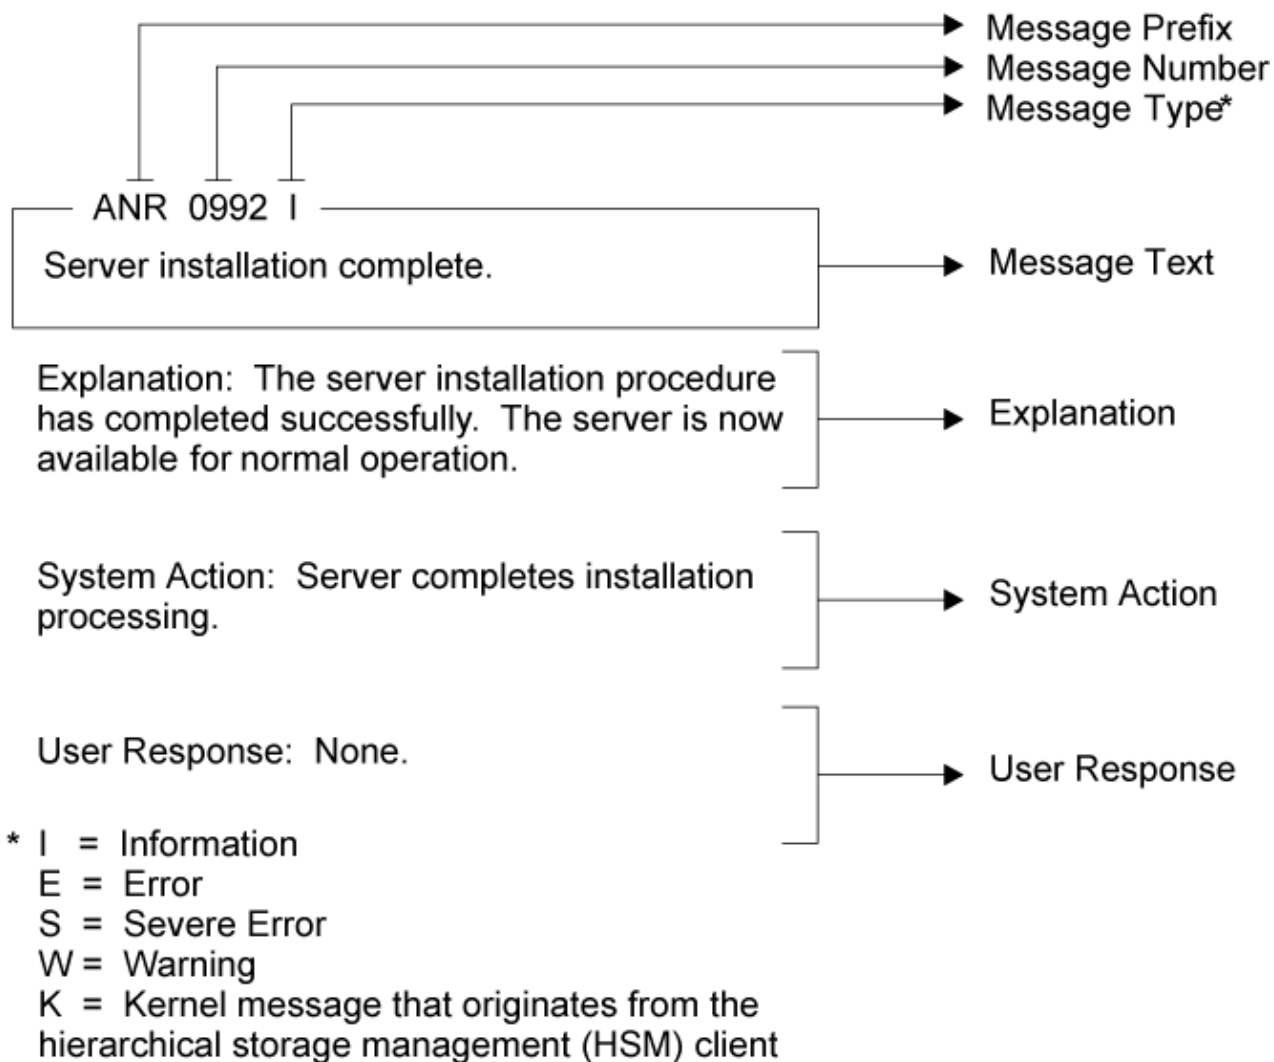 Message Prefix
Message Number
Message Type*
ANR 0992 I
Server installation complete.
Message Text
Explanation: The server installation procedure
has completed successfully. The server is now
available for normal operation.
Explanation
System Action: Server completes installation
processing.
System Action
User Response: None.
User Response
* I = Information
E = Error
S = Severe Error
W = Warning
K = Kernel message that originates from the
hierarchical storage management (HSM) client